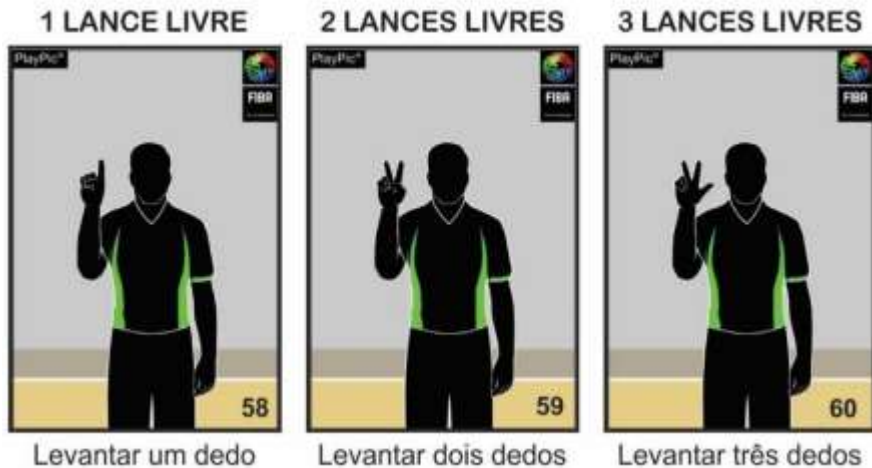 1 LANCE LIVRE
2 LANCES LIVRES
3 LANCES LIVRES
PlayPic®
FIBA
PlayPic®
FIBA
PlayPic®
FIBA
58
59
60
Levantar um dedo
Levantar dois dedos
Levantar três dedos